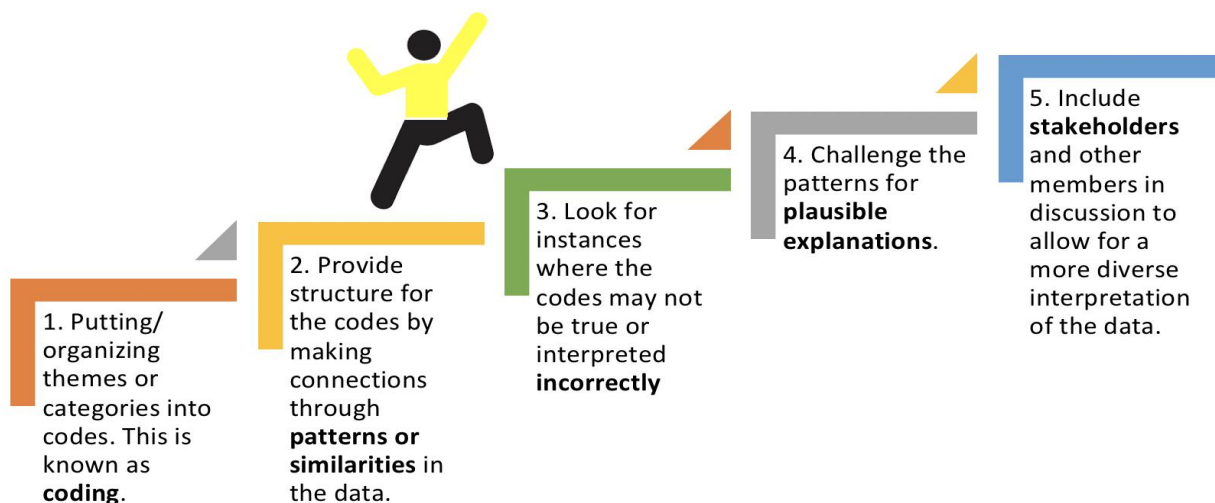 1. Putting/
organizing
themes or
categories into
codes. This is
known as
coding.
2. Provide
structure for
the codes by
making
connections
through
patterns or
similarities in
the data.
3. Look for
instances
where the
codes may not
be true or
interpreted
incorrectly
4. Challenge the
patterns for
plausible
explanations.
5. Include
stakeholders
and other
members in
discussion to
allow for a
more diverse
interpretation
of the data.